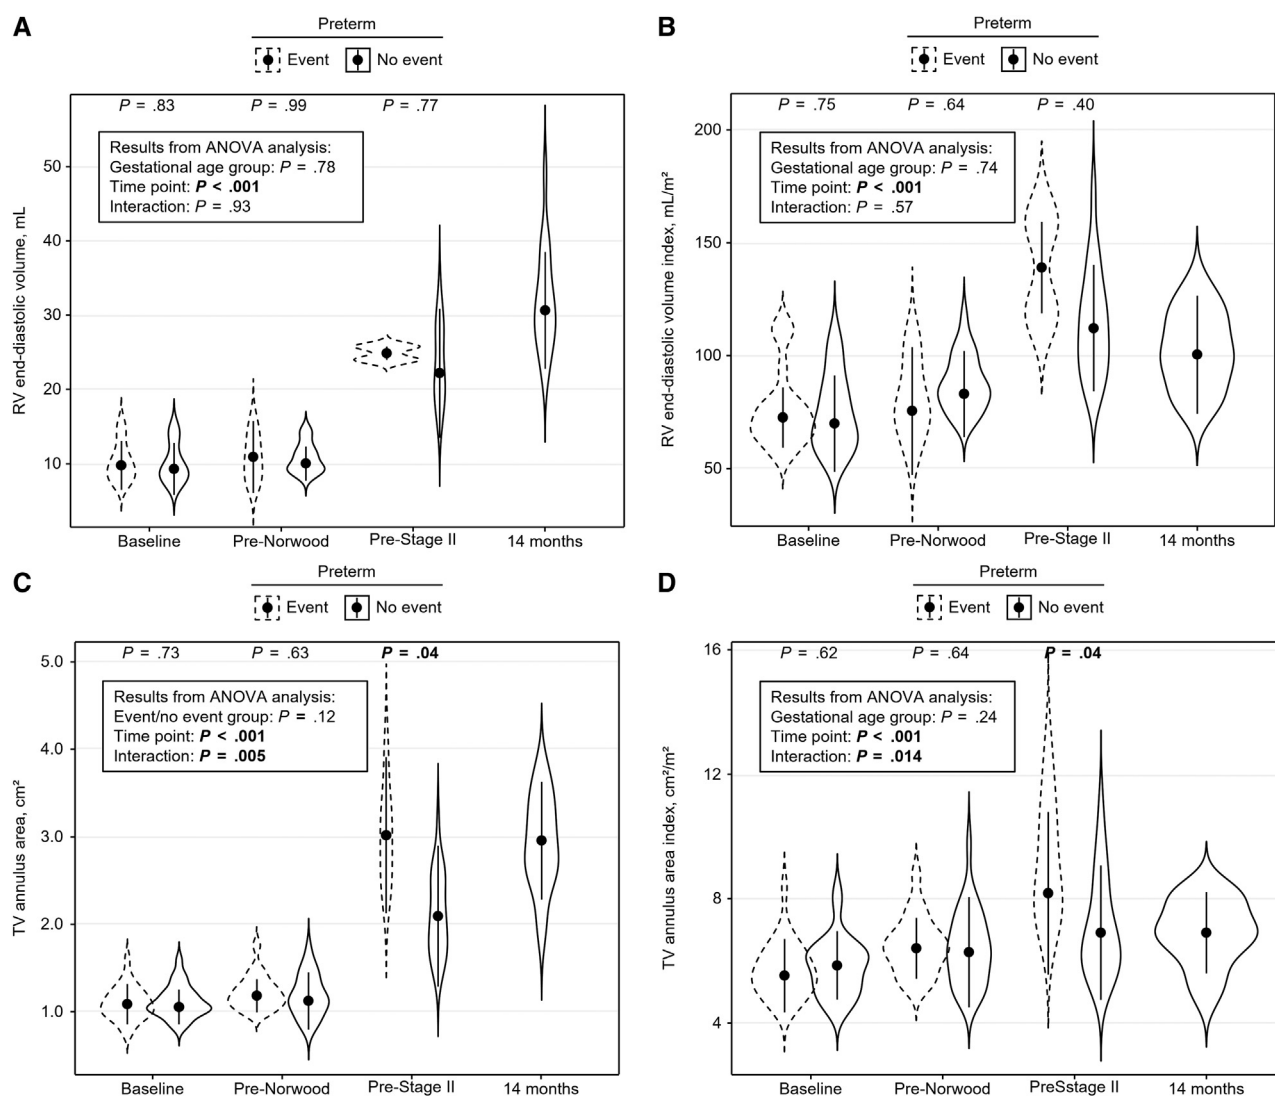 A
Preterm
Event No event
P = .83 P = .99 P = .77
Results from ANOVA analysis:
Gestational age group: P = .78
Time point: P < .001
Interaction: P = .93
RV end-diastolic volume, mL
50
40
30
20
10
Baseline Pre-Norwood Pre-Stage II 14 months
B
Preterm
Event No event
P = .75 P = .64 P = .40
Results from ANOVA analysis:
Gestational age group: P = .74
Time point: P < .001
Interaction: P = .57
RV end-diastolic volume index, mL/m²
200
150
100
50
Baseline Pre-Norwood Pre-Stage II 14 months
C
Preterm
Event No event
P = .73 P = .63 P = .04
Results from ANOVA analysis:
Event/no event group: P = .12
Time point: P < .001
Interaction: P = .005
TV annulus area, cm²
5.0
4.0
3.0
2.0
1.0
Baseline Pre-Norwood Pre-Stage II 14 months
D
Preterm
Event No event
P = .62 P = .64 P = .04
Results from ANOVA analysis:
Gestational age group: P = .24
Time point: P < .001
Interaction: P = .014
TV annulus area index, cm²/m²
16
12
8
4
Baseline Pre-Norwood PreSstage II 14 months